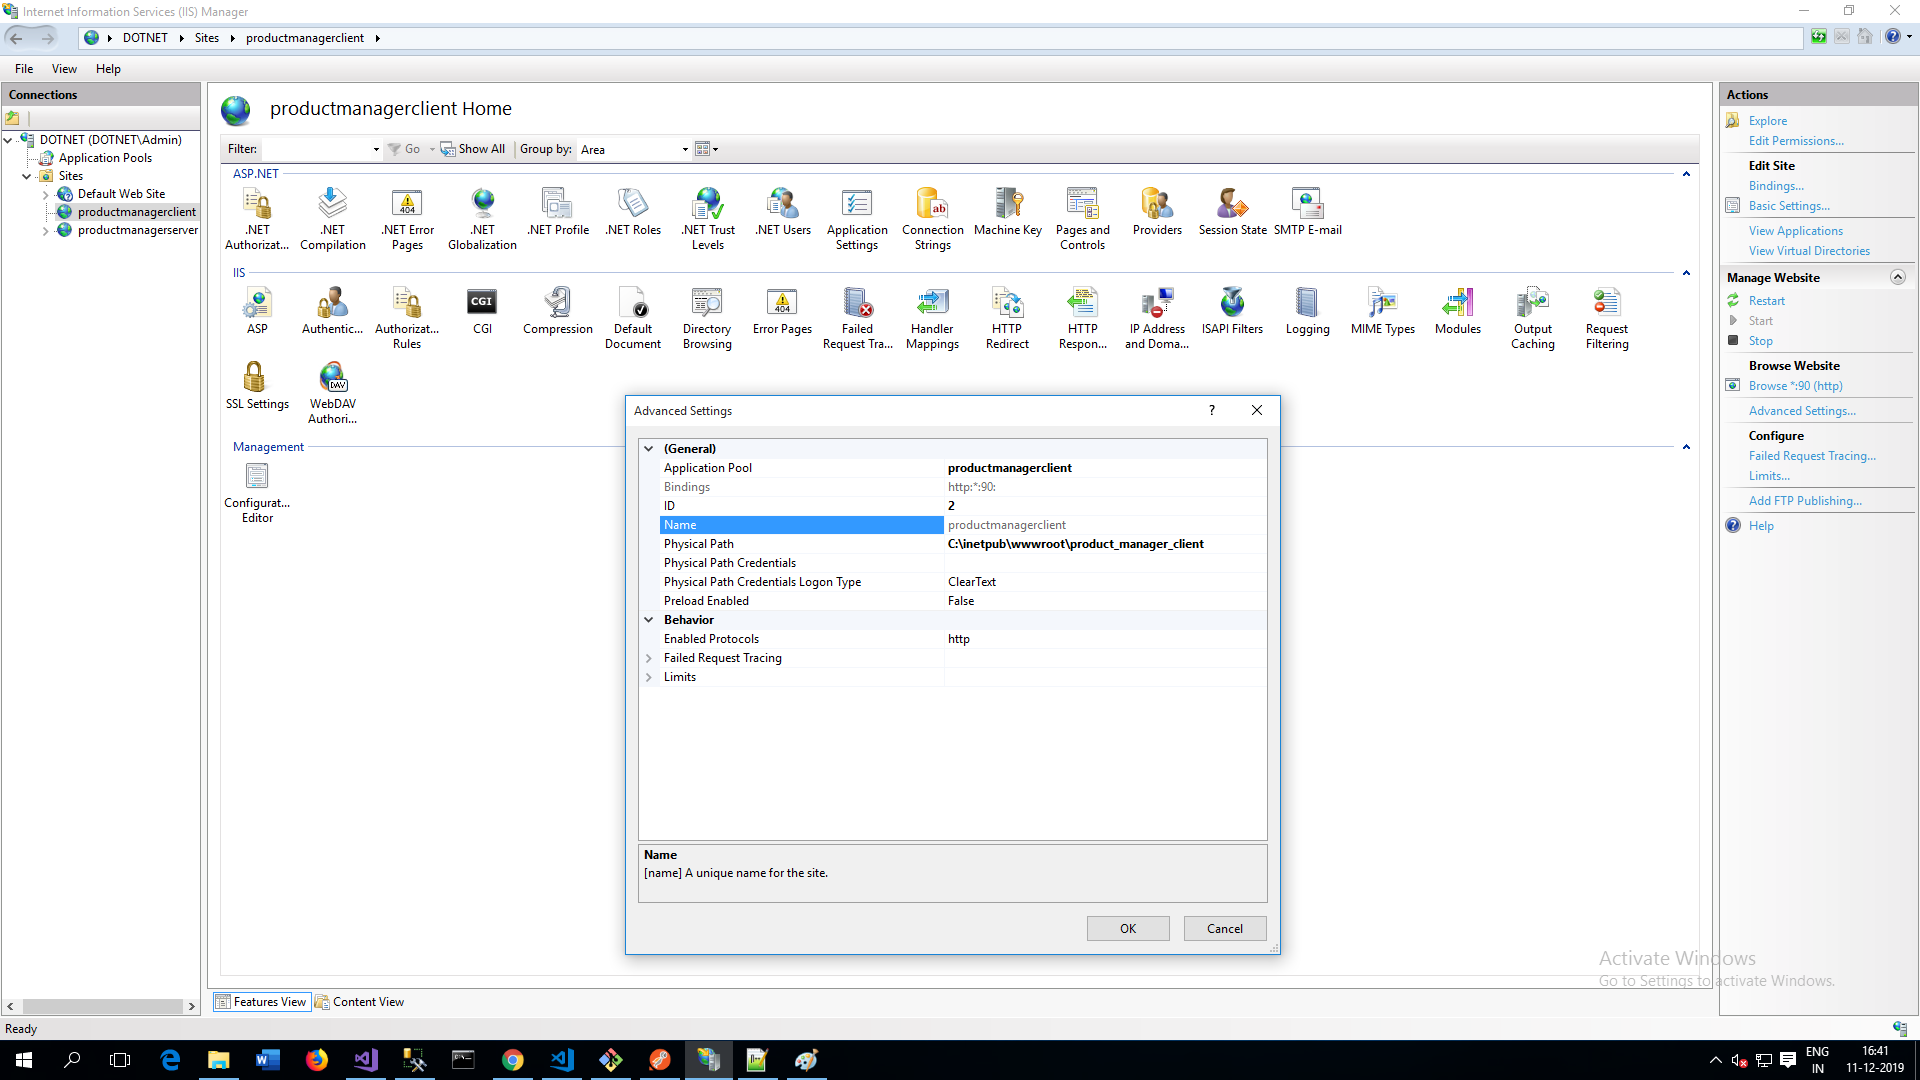 Internet Information Services (IIS) Manager
DOTNET Sites productmanagerclient
File View Help
Connections
DOTNET (DOTNET\Admin)
Application Pools
Sites
Default Web Site
productmanagerclient
productmanagerserver
productmanagerclient Home
Filter: Go Show All Group by: Area
ASP.NET
.NET Authorizat...
.NET Compilation
.NET Error Pages
.NET Globalization
.NET Profile
.NET Roles
.NET Trust Levels
.NET Users
Application Settings
Connection Strings
Machine Key
Pages and Controls
Providers
Session State
SMTP E-mail
IIS
ASP
Authentic...
Authorizat... Rules
CGI
CGI
Compression
Default Document
Directory Browsing
404
Error Pages
Failed Request Tra...
Handler Mappings
HTTP Redirect
HTTP Respon...
IP Address and Doma...
ISAPI Filters
Logging
MIME Types
Modules
Output Caching
Request Filtering
SSL Settings
DAV
WebDAV Authori...
Management
Configurat... Editor
Advanced Settings ?
(General)
Application Pool productmanagerclient
Bindings http:*:90:
ID 2
Name productmanagerclient
Physical Path C:\inetpub\wwwroot\product_manager_client
Physical Path Credentials
Physical Path Credentials Logon Type ClearText
Preload Enabled False
Behavior
Enabled Protocols http
Failed Request Tracing
Limits
Name
[name] A unique name for the site.
OK Cancel
Features View Content View
Actions
Explore
Edit Permissions...
Edit Site
Bindings...
Basic Settings...
View Applications
View Virtual Directories
Manage Website
Restart
Start
Stop
Browse Website
Browse *:90 (http)
Advanced Settings...
Configure
Failed Request Tracing...
Limits...
Add FTP Publishing...
Help
Activate Windows
Go to Settings to activate Windows.
Ready
ENG
IN
16:41
11-12-2019